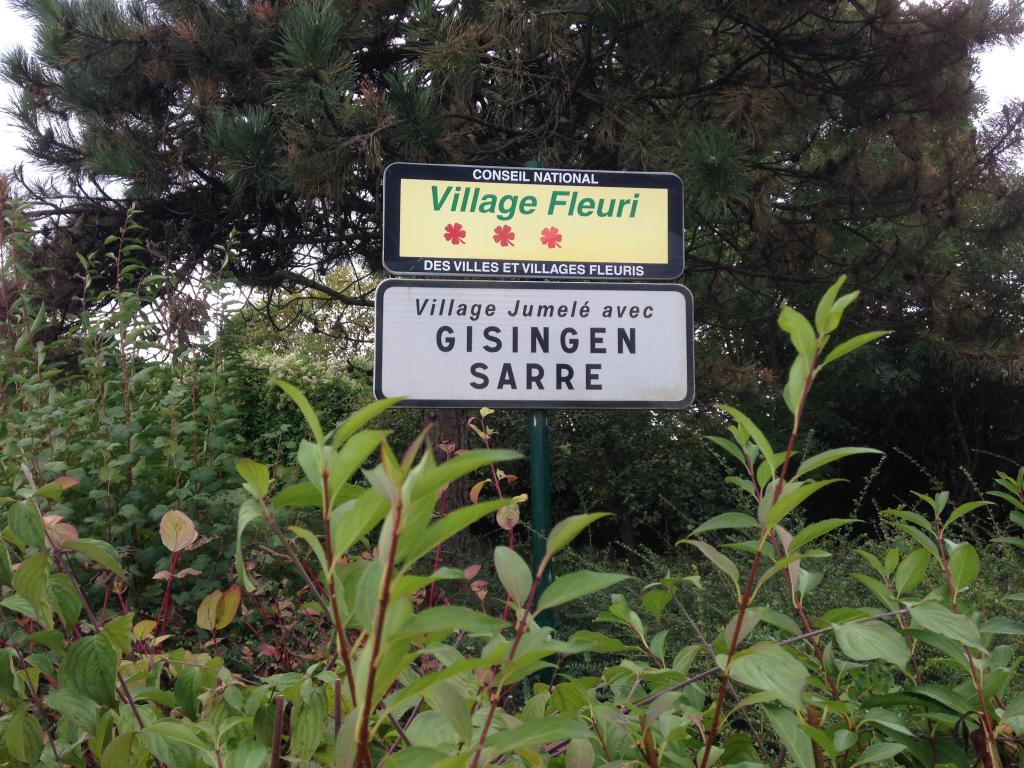 CONSEIL NATIONAL
Village Fleuri
DES VILLES ET VILLAGES FLEURIS
Village Jumelé avec
GISINGEN
SARRE